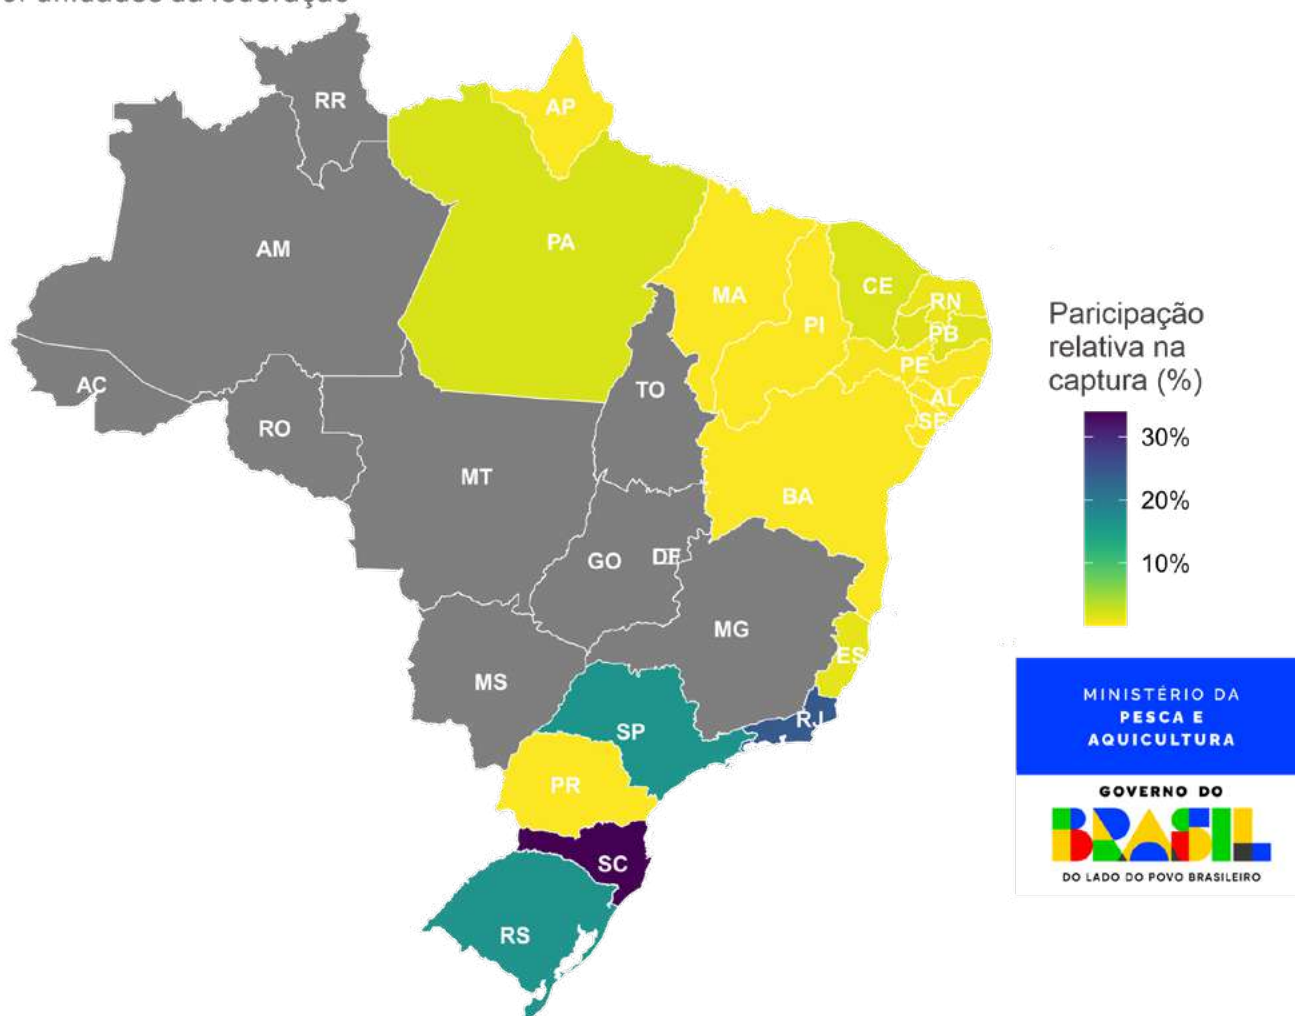 RR
AP
AM
PA
MA
CE
RN
PI
PB
PE
AC
TO
AL
SE
RO
MT
BA
GO
DF
MG
ES
MS
SP
RJ
PR
SC
RS
Paricipação
relativa na
captura (%)
30%
20%
10%
MINISTÉRIO DA
PESCA E
AQUICULTURA
GOVERNO DO
BRASIL
DO LADO DO POVO BRASILEIRO